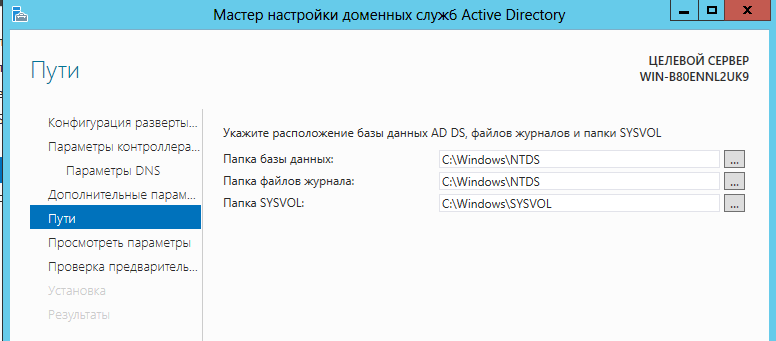 Мастер настройки доменных служб Active Directory
Пути
ЦЕЛЕВОЙ СЕРВЕР
WIN-B80ENNL2UK9
Конфигурация разверты...
Параметры контроллера...
Параметры DNS
Дополнительные парам...
Пути
Просмотреть параметры
Проверка предваритель...
Установка
Результаты
Укажите расположение базы данных AD DS, файлов журналов и папки SYSVOL
Папка базы данных: C:\Windows\NTDS ...
Папка файлов журнала: C:\Windows\NTDS ...
Папка SYSVOL: C:\Windows\SYSVOL ...